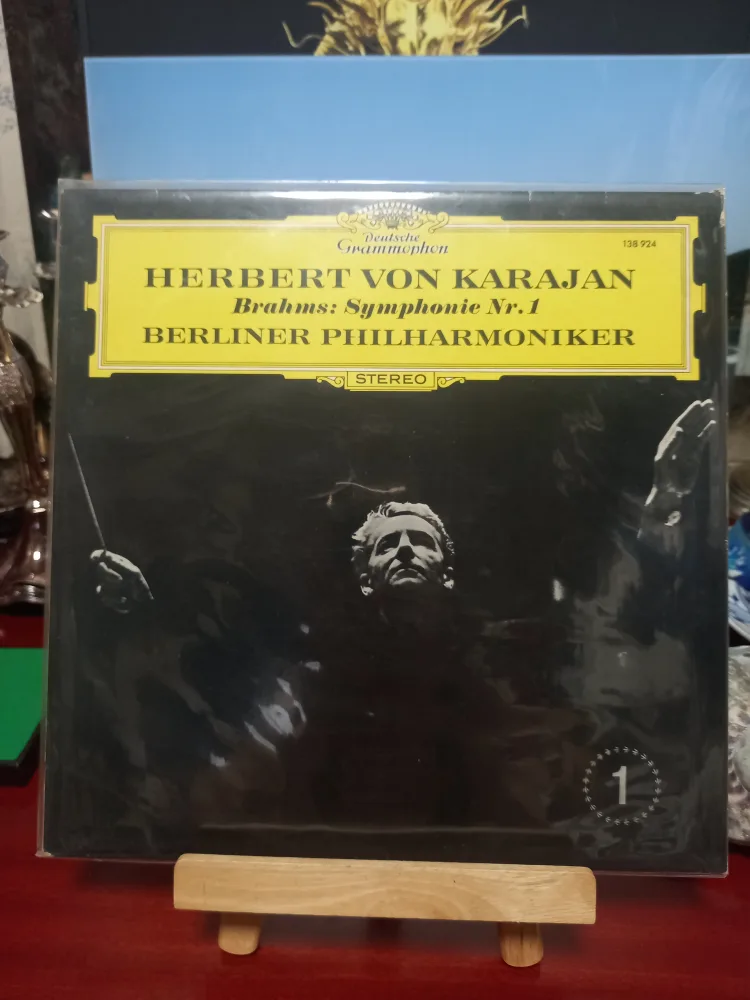 Deutsche
Grammophon
138 924
HERBERT VON KARAJAN
Brahms: Symphonie Nr. 1
BERLINER PHILHARMONIKER
STEREO
1